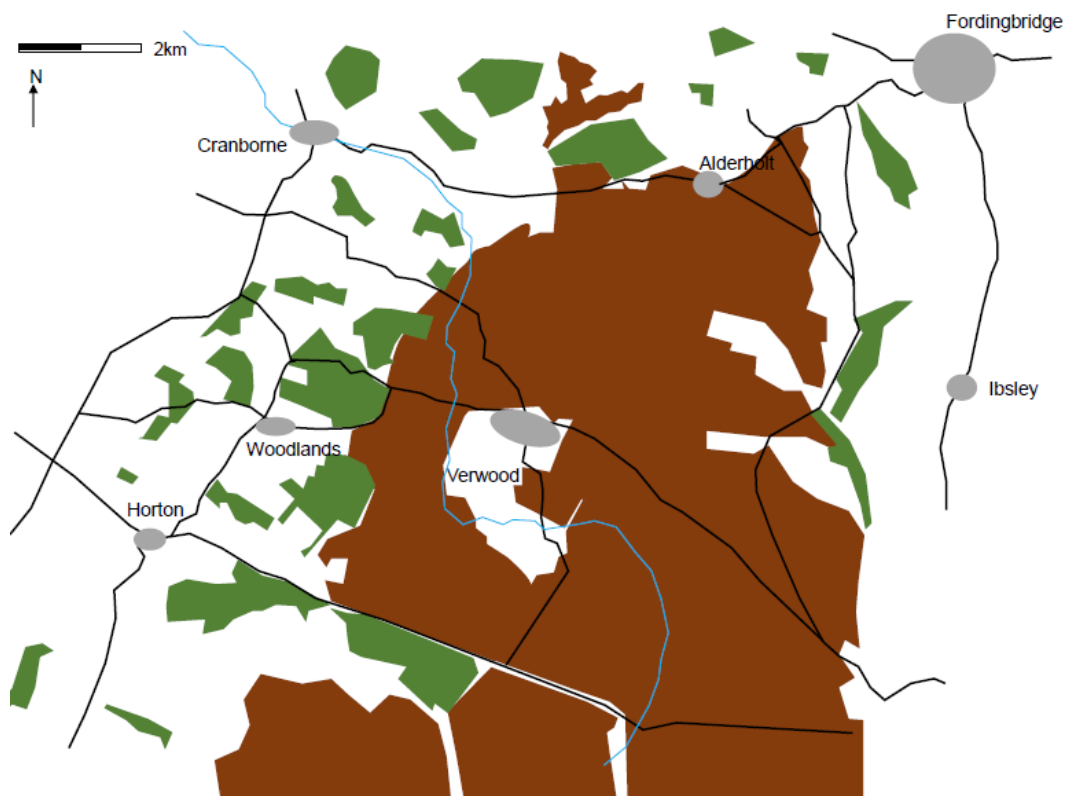 Fordingbridge
2km
N
Cranborne
Alderholt
Ibsley
Woodlands
Verwood
Horton